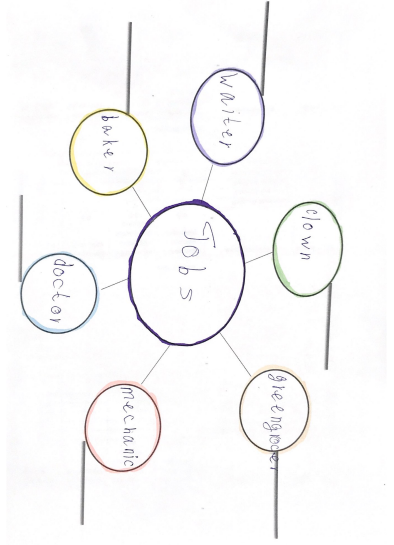 Jobs
waiter
clown
greengrocer
mechanic
doctor
baker